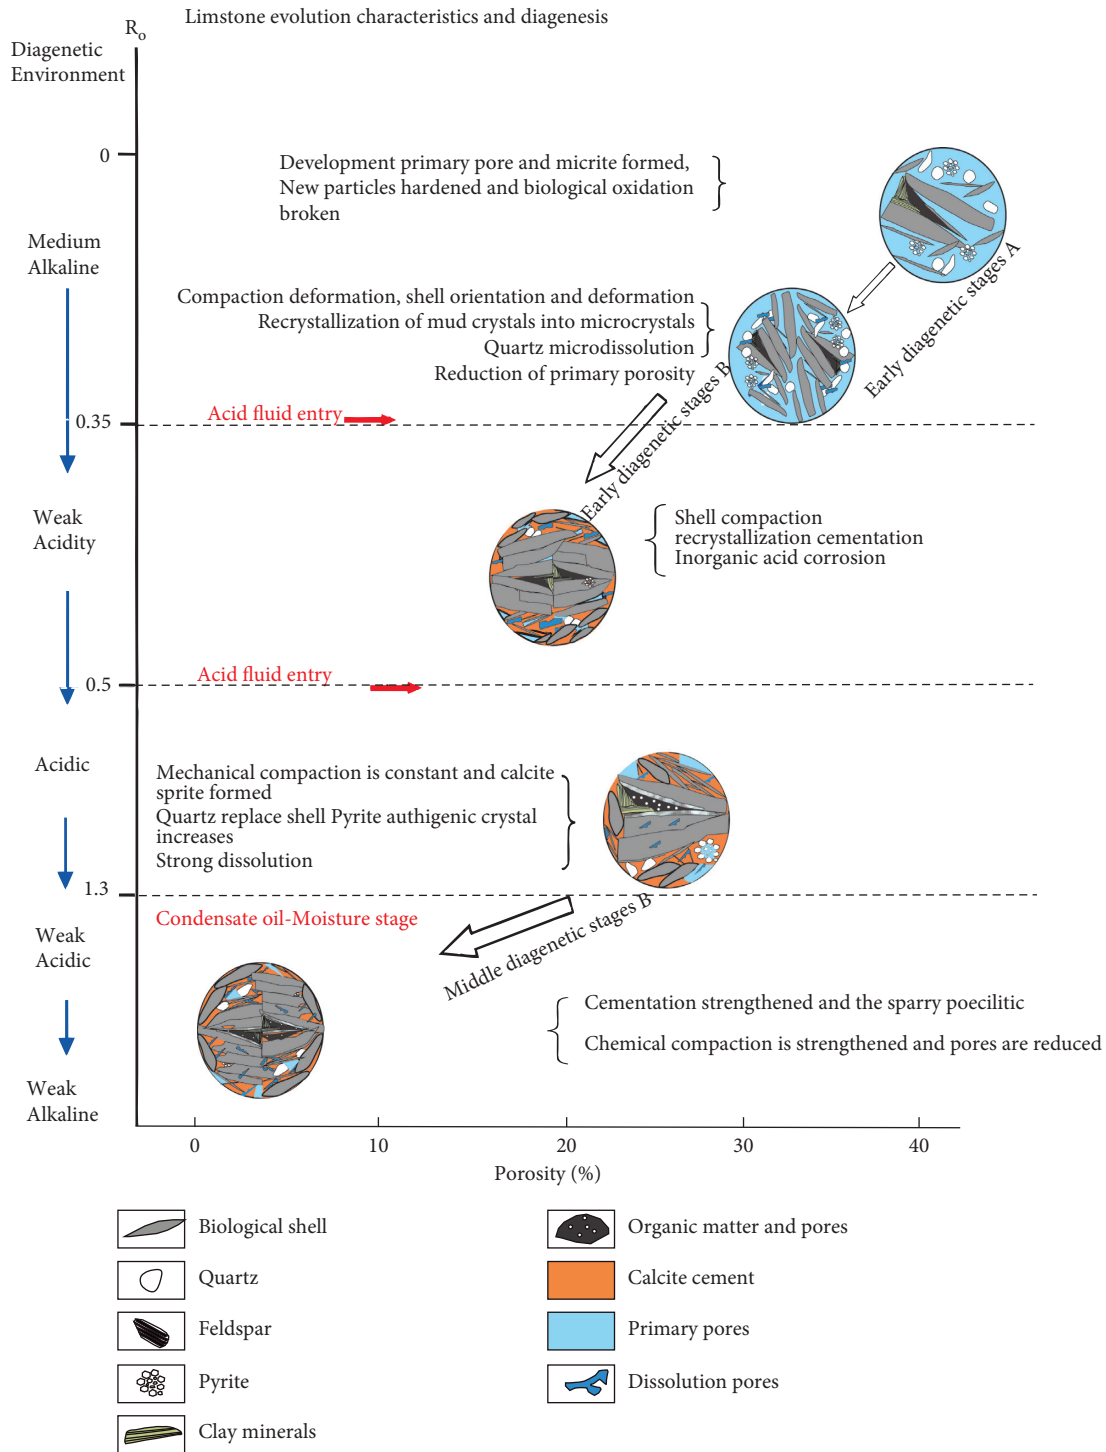 Limstone evolution characteristics and diagenesis
Rₒ
Diagenetic
Environment
0
Development primary pore and micrite formed,
New particles hardened and biological oxidation
broken
Early diagenetic stages A
Medium
Alkaline
Compaction deformation, shell orientation and deformation
Recrystallization of mud crystals into microcrystals
Quartz microdissolution
Reduction of primary porosity
Early diagenetic stages B
Acid fluid entry
0.35
Weak
Acidity
Shell compaction
recrystallization cementation
Inorganic acid corrosion
Acid fluid entry
0.5
Acidic
Mechanical compaction is constant and calcite
sprite formed
Quartz replace shell Pyrite authigenic crystal
increases
Strong dissolution
1.3
Condensate oil-Moisture stage
Middle diagenetic stages B
Weak
Acidic
Cementation strengthened and the sparry poecilitic
Chemical compaction is strengthened and pores are reduced
Weak
Alkaline
0
10
20
30
40
Porosity (%)
Biological shell
Quartz
Feldspar
Pyrite
Clay minerals
Organic matter and pores
Calcite cement
Primary pores
Dissolution pores